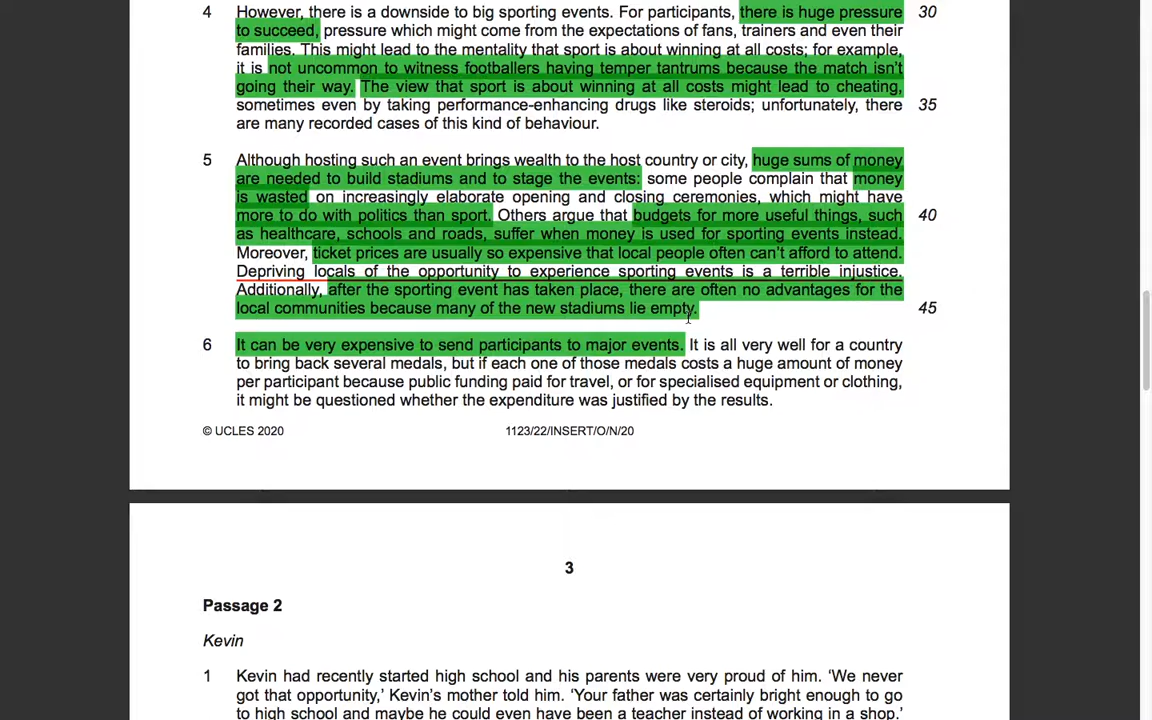 4 However, there is a downside to big sporting events. For participants, there is huge pressure 30
to succeed, pressure which might come from the expectations of fans, trainers and even their
families. This might lead to the mentality that sport is about winning at all costs; for example,
it is not uncommon to witness footballers having temper tantrums because the match isn't
going their way. The view that sport is about winning at all costs might lead to cheating,
sometimes even by taking performance-enhancing drugs like steroids; unfortunately, there 35
are many recorded cases of this kind of behaviour.
5 Although hosting such an event brings wealth to the host country or city, huge sums of money
are needed to build stadiums and to stage the events: some people complain that money
is wasted on increasingly elaborate opening and closing ceremonies, which might have
more to do with politics than sport. Others argue that budgets for more useful things, such 40
as healthcare, schools and roads, suffer when money is used for sporting events instead.
Moreover, ticket prices are usually so expensive that local people often can't afford to attend.
Depriving locals of the opportunity to experience sporting events is a terrible injustice.
Additionally, after the sporting event has taken place, there are often no advantages for the
local communities because many of the new stadiums lie empty. 45
6 It can be very expensive to send participants to major events. It is all very well for a country
to bring back several medals, but if each one of those medals costs a huge amount of money
per participant because public funding paid for travel, or for specialised equipment or clothing,
it might be questioned whether the expenditure was justified by the results.
© UCLES 2020 1123/22/INSERT/O/N/20
3
Passage 2
Kevin
1 Kevin had recently started high school and his parents were very proud of him. 'We never
got that opportunity,' Kevin's mother told him. 'Your father was certainly bright enough to go
to high school and maybe he could even have been a teacher instead of working in a shop.'